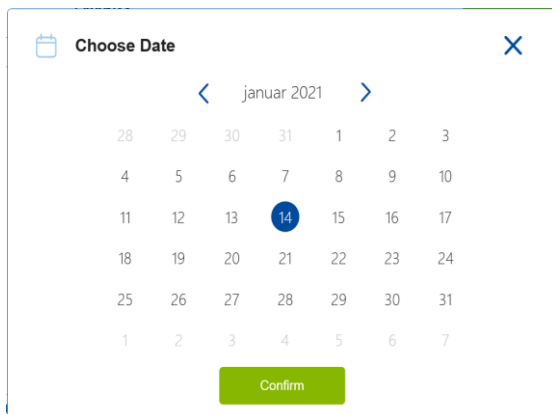 Choose Date
januar 2021
28 29 30 31 1 2 3
4 5 6 7 8 9 10
11 12 13 14 15 16 17
18 19 20 21 22 23 24
25 26 27 28 29 30 31
1 2 3 4 5 6 7
Confirm